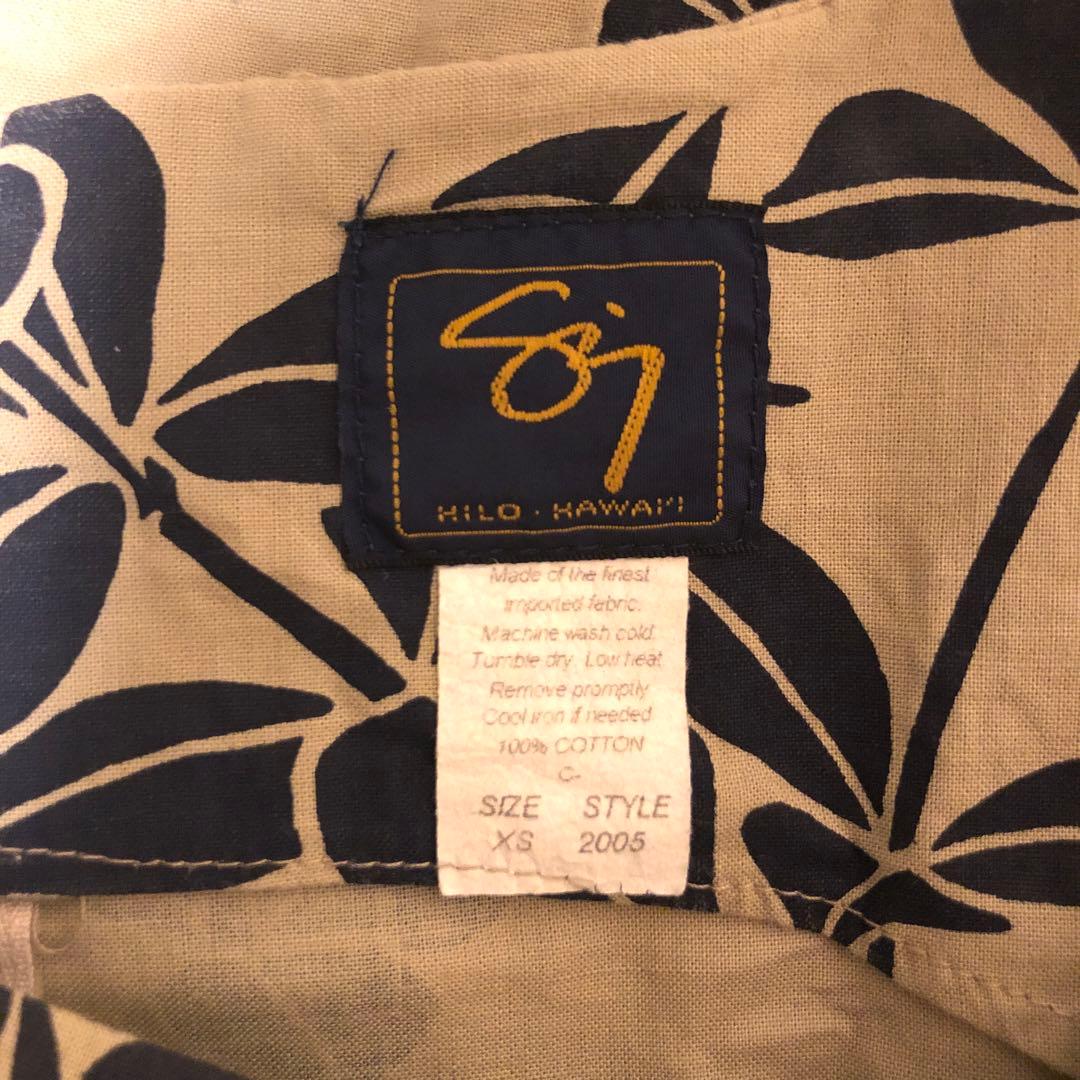 Sig
HILO · HAWAI'I
Made of the finest
imported fabric.
Machine wash cold.
Tumble dry. Low heat
Remove promptly
Cool iron if needed
100% COTTON
C-
SIZE STYLE
XS 2005